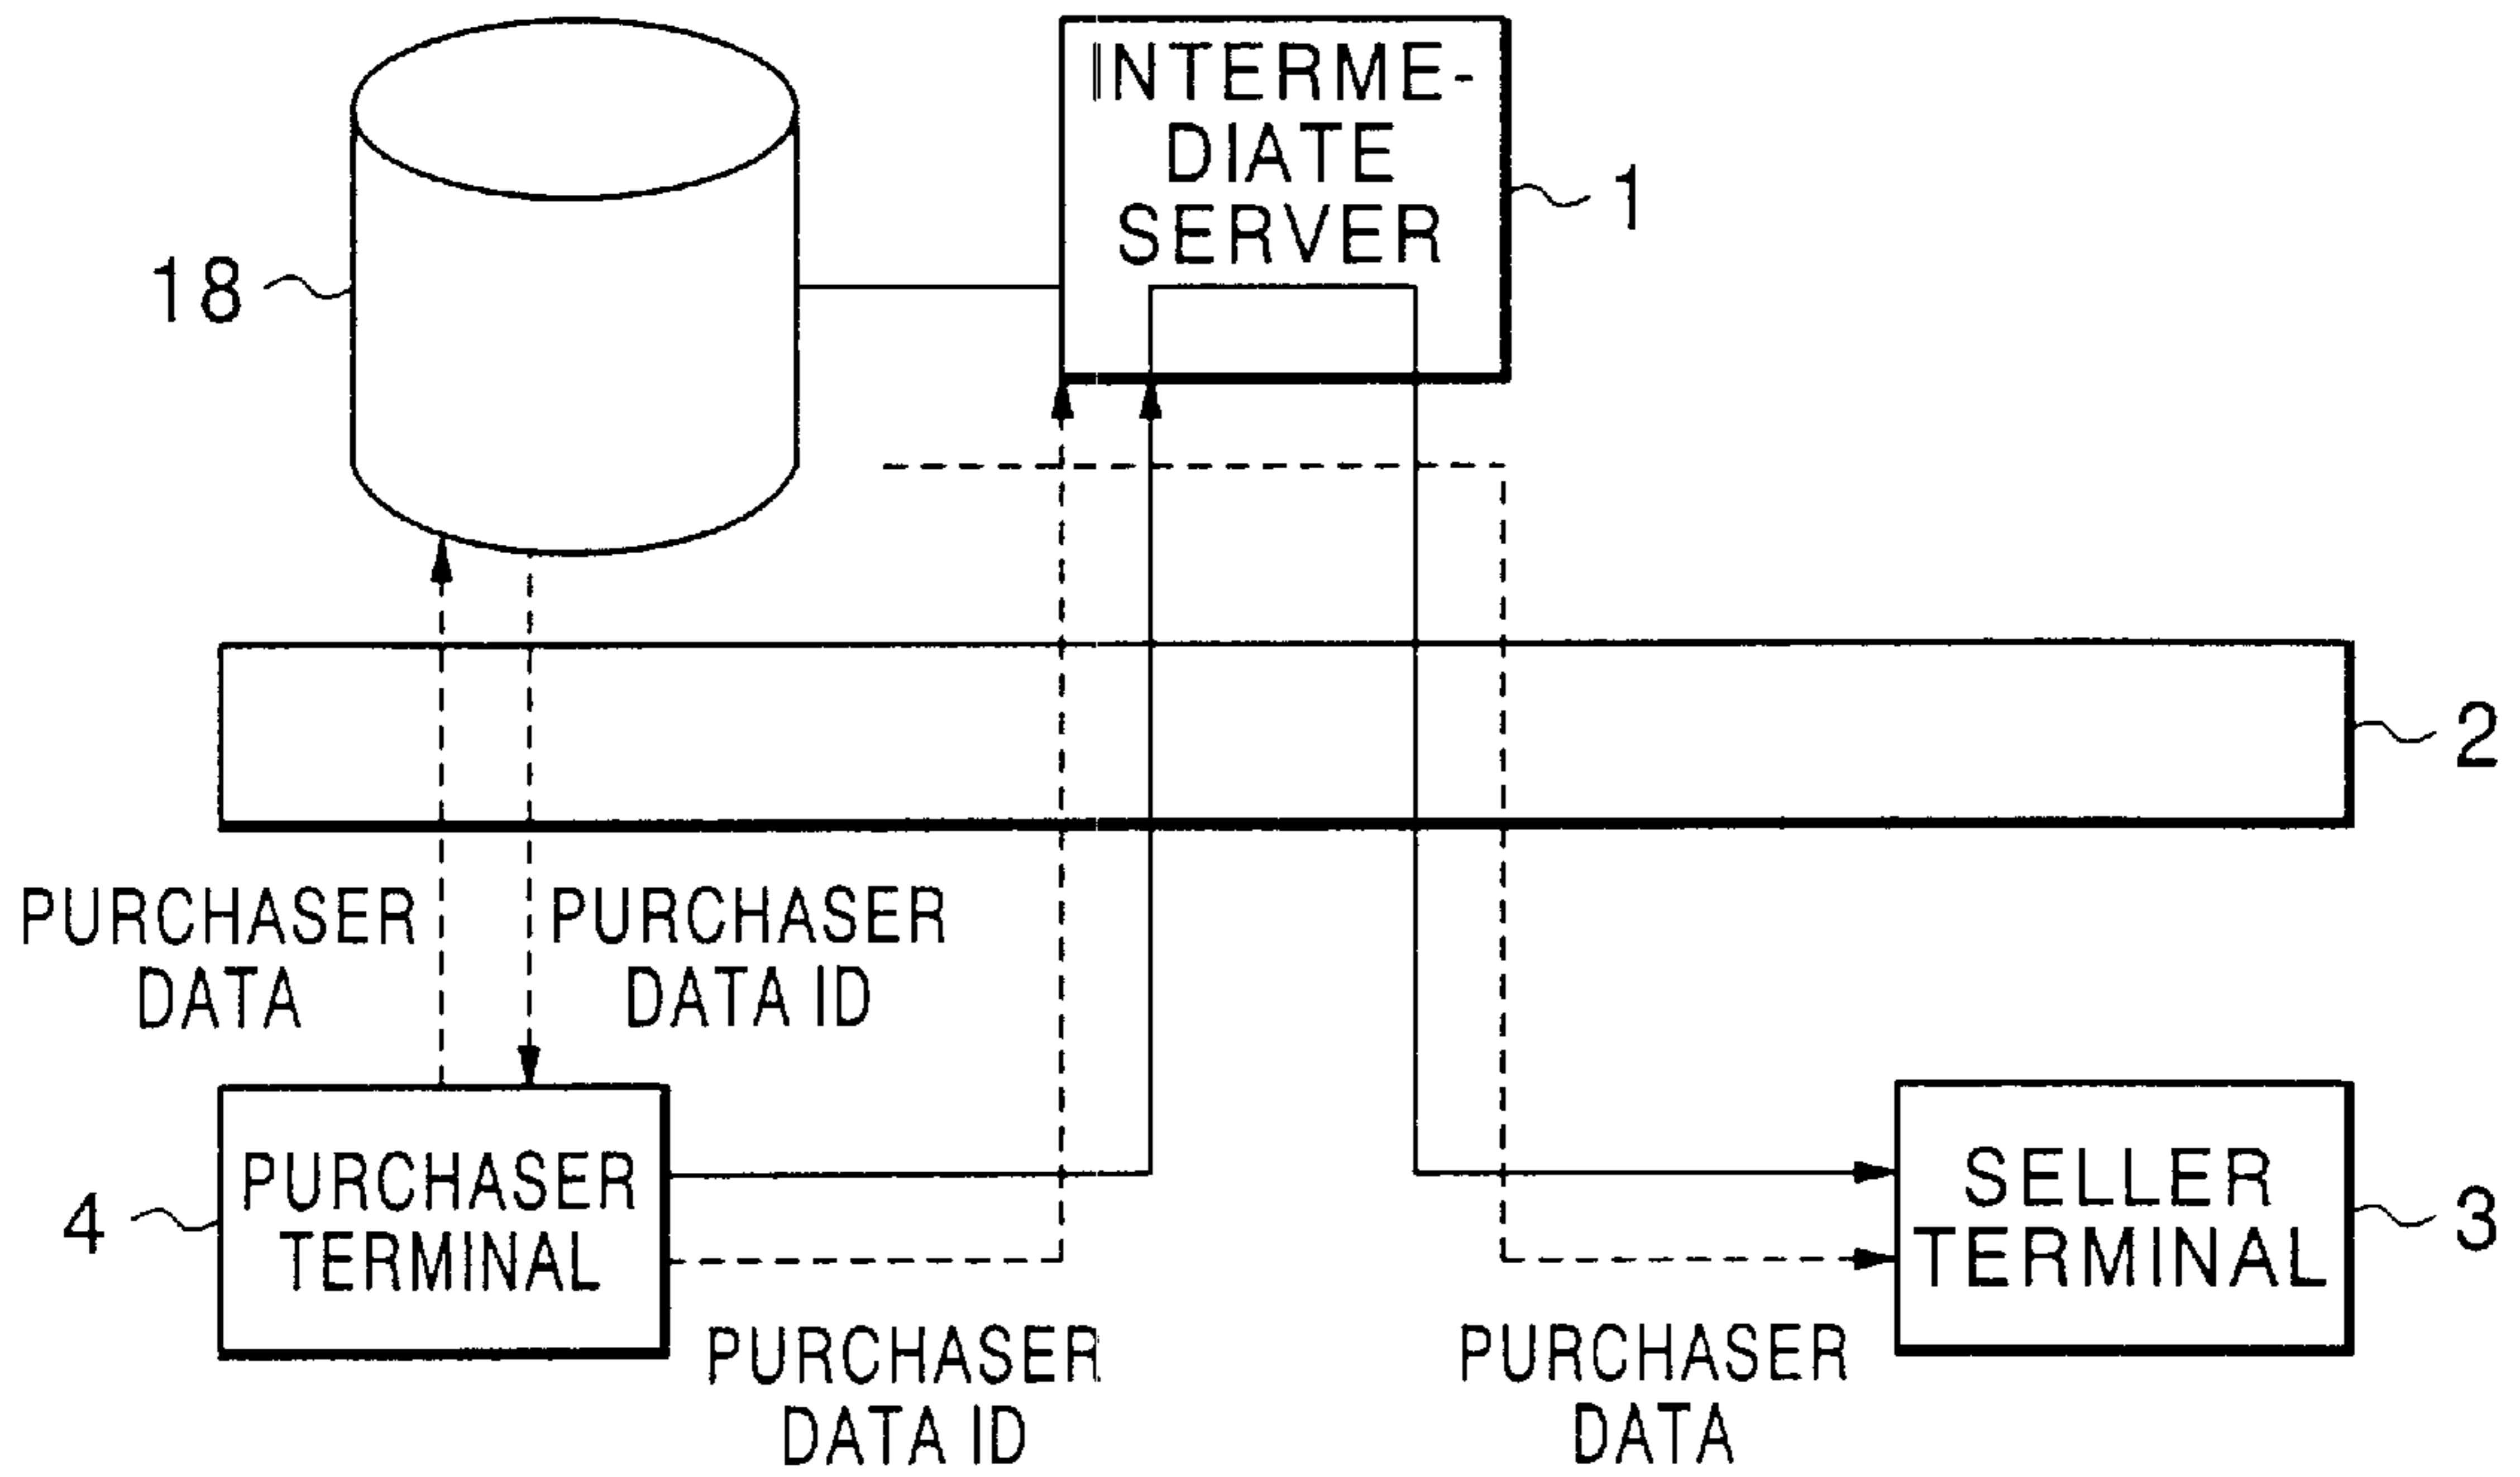 INTERME-
DIATE
SERVER
1
18
2
PURCHASER
DATA
PURCHASER
DATA ID
PURCHASER
TERMINAL
4
SELLER
TERMINAL
3
PURCHASER
DATA ID
PURCHASER
DATA